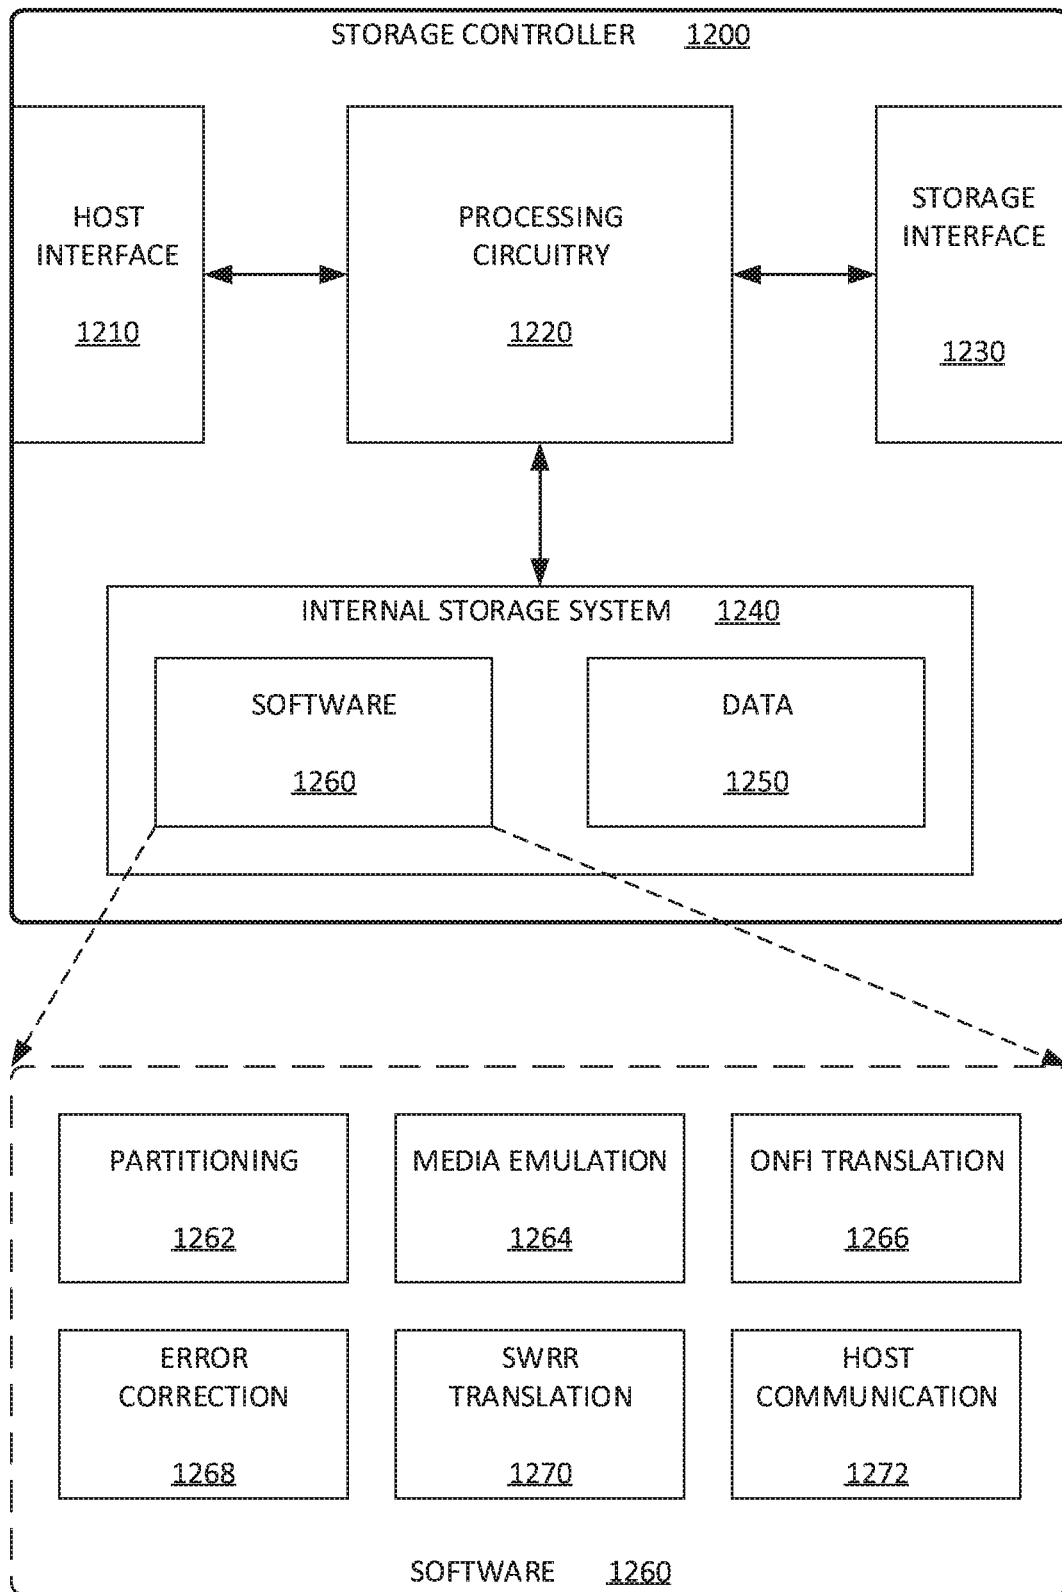 STORAGE CONTROLLER 1200
HOST
INTERFACE
1210
PROCESSING
CIRCUITRY
1220
STORAGE
INTERFACE
1230
INTERNAL STORAGE SYSTEM 1240
SOFTWARE
1260
DATA
1250
PARTITIONING
1262
MEDIA EMULATION
1264
ONFI TRANSLATION
1266
ERROR
CORRECTION
1268
SWRR
TRANSLATION
1270
HOST
COMMUNICATION
1272
SOFTWARE 1260